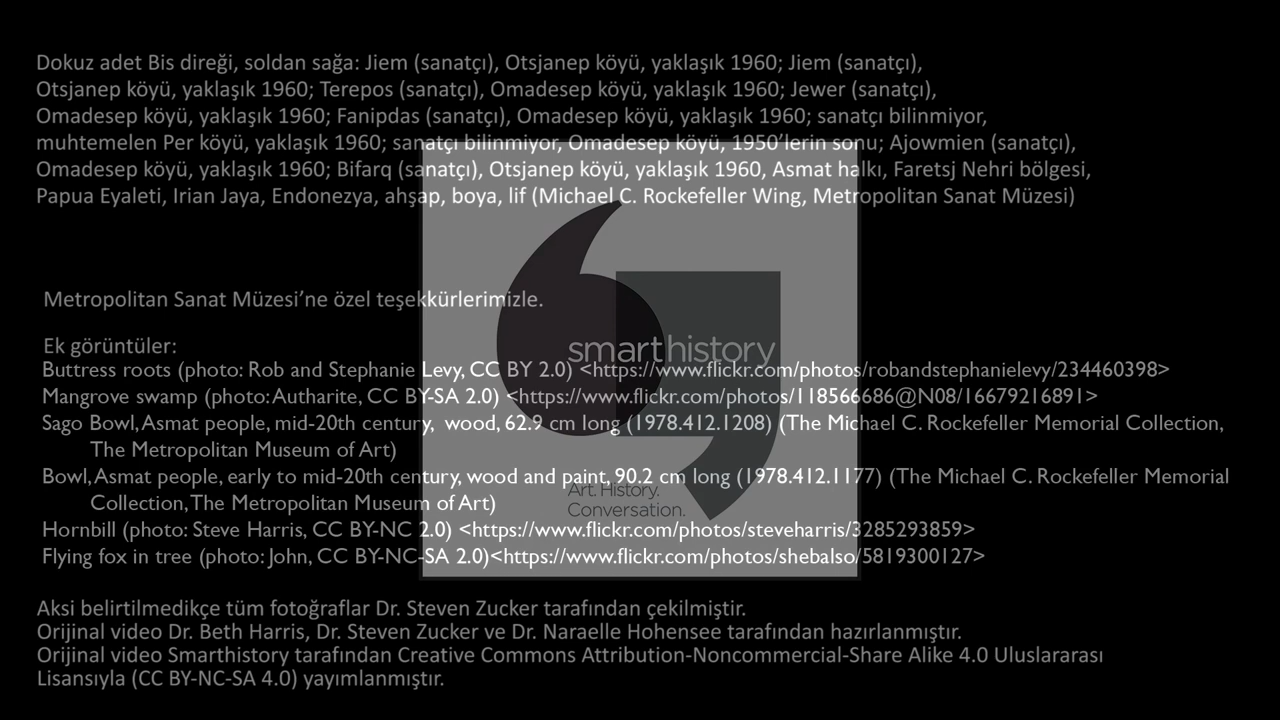 Dokuz adet Bis direği, soldan sağa: Jiem (sanatçı), Otsjanep köyü, yaklaşık 1960; Jiem (sanatçı),
Otsjanep köyü, yaklaşık 1960; Terepos (sanatçı), Omadesep köyü, yaklaşık 1960; Jewer (sanatçı),
Omadesep köyü, yaklaşık 1960; Fanipdas (sanatçı), Omadesep köyü, yaklaşık 1960; sanatçı bilinmiyor,
muhtemelen Per köyü, yaklaşık 1960; sanatçı bilinmiyor, Omadesep köyü, 1950’lerin sonu; Ajowmien (sanatçı),
Omadesep köyü, yaklaşık 1960; Bifarq (sanatçı), Otsjanep köyü, yaklaşık 1960, Asmat halkı, Faretsj Nehri bölgesi,
Papua Eyaleti, Irian Jaya, Endonezya, ahşap, boya, lif (Michael C. Rockefeller Wing, Metropolitan Sanat Müzesi)
Metropolitan Sanat Müzesi’ne özel teşekkürlerimizle.
Ek görüntüler:
smarthistory
Buttress roots (photo: Rob and Stephanie Levy, CC BY 2.0) <https://www.flickr.com/photos/robandstephanielevy/234460398>
Mangrove swamp (photo: Autharite, CC BY-SA 2.0) <https://www.flickr.com/photos/118566686@N08/16679216891>
Sago Bowl, Asmat people, mid-20th century, wood, 62.9 cm long (1978.412.1208) (The Michael C. Rockefeller Memorial Collection,
The Metropolitan Museum of Art)
Bowl, Asmat people, early to mid-20th century, wood and paint, 90.2 cm long (1978.412.1177) (The Michael C. Rockefeller Memorial
Collection, The Metropolitan Museum of Art)
Art. History.
Conversation.
Hornbill (photo: Steve Harris, CC BY-NC 2.0) <https://www.flickr.com/photos/steveharris/3285293859>
Flying fox in tree (photo: John, CC BY-NC-SA 2.0)<https://www.flickr.com/photos/shebalso/5819300127>
Aksi belirtilmedikçe tüm fotoğraflar Dr. Steven Zucker tarafından çekilmiştir.
Orijinal video Dr. Beth Harris, Dr. Steven Zucker ve Dr. Naraelle Hohensee tarafından hazırlanmıştır.
Orijinal video Smarthistory tarafından Creative Commons Attribution-Noncommercial-Share Alike 4.0 Uluslararası
Lisansıyla (CC BY-NC-SA 4.0) yayımlanmıştır.